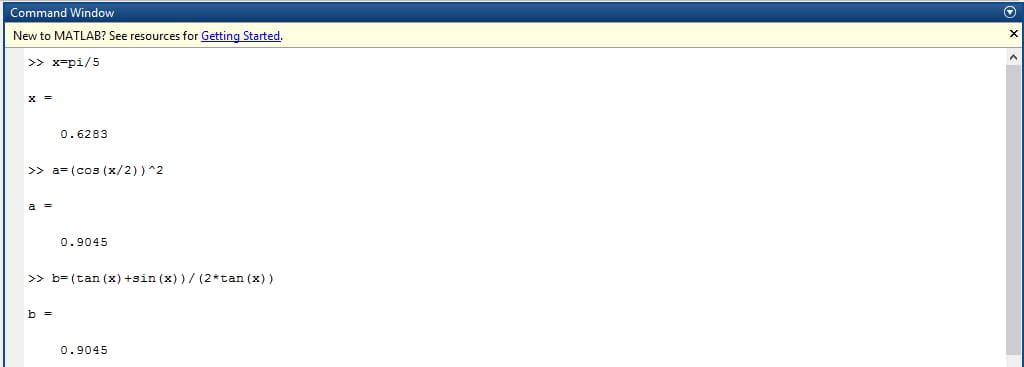 Command Window
New to MATLAB? See resources for Getting Started.
>> x=pi/5
x =
0.6283
>> a=(cos(x/2))^2
a =
0.9045
>> b=(tan(x)+sin(x))/(2*tan(x))
b =
0.9045